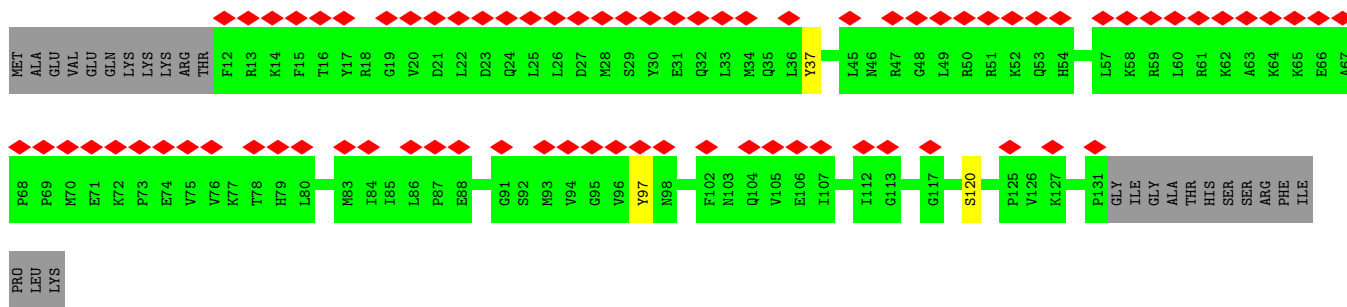 MET ALA GLU VAL GLU GLN LYS LYS LYS ARG THR F12 R13 K14 F15 T16 Y17 R18 G19 V20 D21 L22 D23 Q24 L25 L26 D27 M28 S29 Y30 E31 Q32 L33 M34 Q35 L36 Y37 L45 N46 R47 G48 L49 R50 R51 K52 Q53 H54 L57 K58 R59 L60 R61 K62 A63 K64 K65 E66 A67
P68 P69 M70 E71 K72 P73 E74 V75 V76 K77 T78 H79 L80 M83 I84 I85 L86 P87 E88 G91 S92 M93 V94 G95 V96 Y97 N98 F102 N103 Q104 V105 E106 I107 I112 G113 G117 S120 P125 V126 K127 P131 GLY ILE GLY ALA THR HIS SER SER ARG PHE ILE
PRO LEU LYS